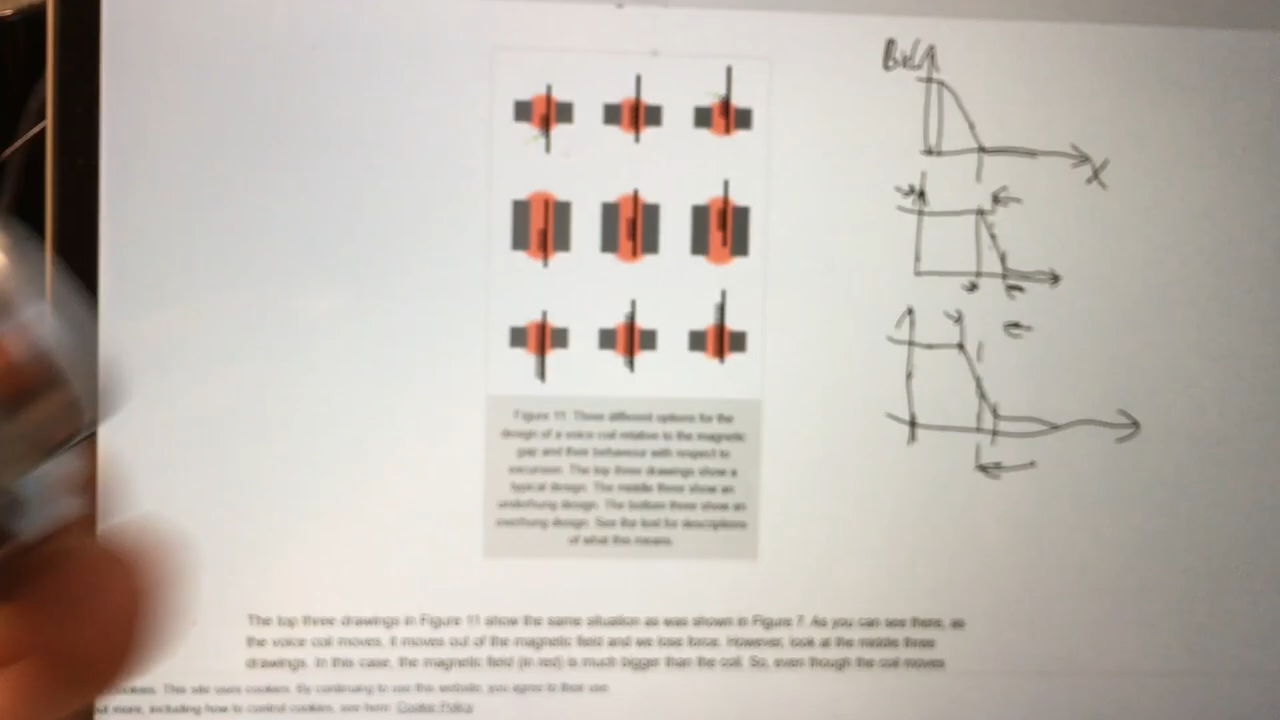 Figure 11: Three different options for the
design of a voice coil relative to the magnetic
gap and their behaviour with respect to
excursion. The top three drawings show a
typical design. The middle three show an
underhung design. The bottom three show an
overhung design. See the text for descriptions
of what this means.
X
The top three drawings in Figure 11 show the same situation as was shown in Figure 7. As you can see there, as
the voice coil moves, it moves out of the magnetic field and we lose force. However, look at the middle three
drawings. In this case, the magnetic field (in red) is much bigger than the coil. So, even though the coil moves
cookies. This site uses cookies. By continuing to use this website, you agree to their use.
ut more, including how to control cookies, see here: Cookie Policy